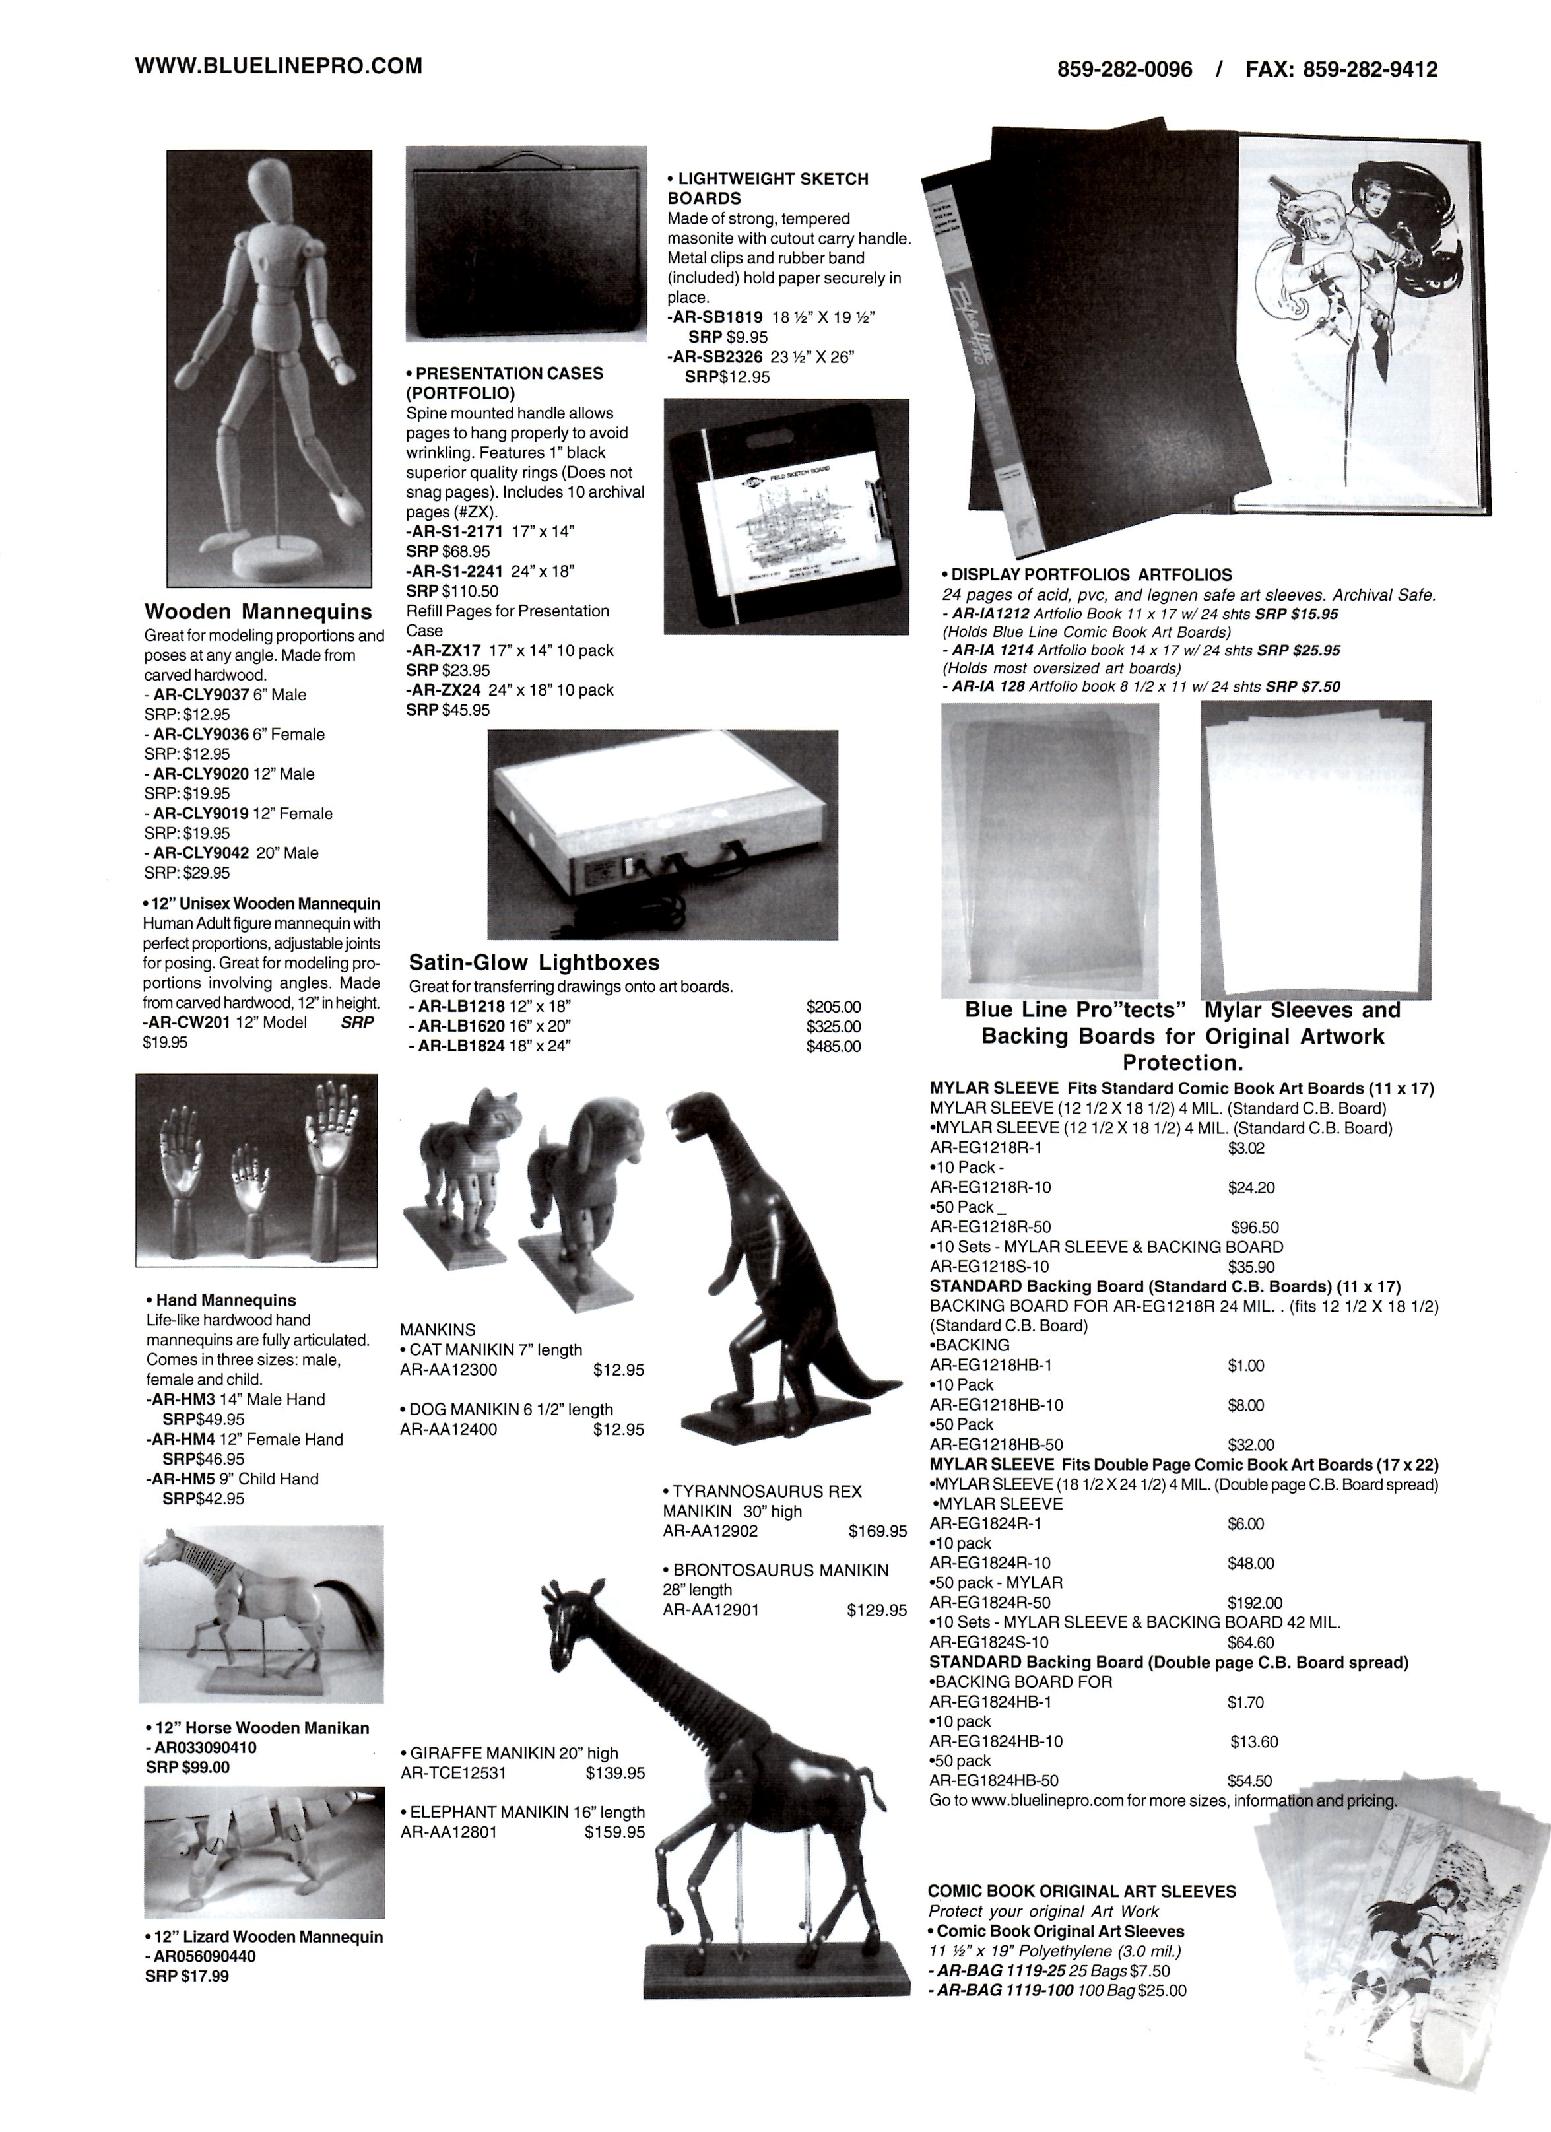 WWW.BLUELINEPRO.COM
859-282-0096 / FAX: 859-282-9412
Wooden Mannequins
Great for modeling proportions and
poses at any angle. Made from
carved hardwood.
- AR-CLY9037 6" Male
SRP: $12.95
- AR-CLY9036 6" Female
SRP: $12.95
- AR-CLY9020 12" Male
SRP: $19.95
- AR-CLY9019 12" Female
SRP: $19.95
- AR-CLY9042 20" Male
SRP: $29.95
• 12" Unisex Wooden Mannequin
Human Adult figure mannequin with
perfect proportions, adjustable joints
for posing. Great for modeling pro-
portions involving angles. Made
from carved hardwood, 12" in height.
-AR-CW201 12" Model SRP
$19.95
• Hand Mannequins
Life-like hardwood hand
mannequins are fully articulated.
Comes in three sizes: male,
female and child.
-AR-HM3 14" Male Hand
SRP$49.95
-AR-HM4 12" Female Hand
SRP$46.95
-AR-HM5 9" Child Hand
SRP$42.95
• 12" Horse Wooden Manikan
- AR033090410
SRP $99.00
• 12" Lizard Wooden Mannequin
- AR056090440
SRP $17.99
• PRESENTATION CASES
(PORTFOLIO)
Spine mounted handle allows
pages to hang properly to avoid
wrinkling. Features 1" black
superior quality rings (Does not
snag pages). Includes 10 archival
pages (#ZX).
-AR-S1-2171 17" x 14"
SRP $68.95
-AR-S1-2241 24" x 18"
SRP $110.50
Refill Pages for Presentation
Case
-AR-ZX17 17" x 14" 10 pack
SRP $23.95
-AR-ZX24 24" x 18" 10 pack
SRP $45.95
• LIGHTWEIGHT SKETCH
BOARDS
Made of strong, tempered
masonite with cutout carry handle.
Metal clips and rubber band
(included) hold paper securely in
place.
-AR-SB1819 18 ½" X 19 ½"
SRP $9.95
-AR-SB2326 23 ½" X 26"
SRP$12.95
FIELD SKETCH BOARD
Satin-Glow Lightboxes
Great for transferring drawings onto art boards.
- AR-LB1218 12" x 18" $205.00
- AR-LB1620 16" x 20" $325.00
- AR-LB1824 18" x 24" $485.00
MANKINS
• CAT MANIKIN 7" length
AR-AA12300 $12.95
• DOG MANIKIN 6 1/2" length
AR-AA12400 $12.95
• TYRANNOSAURUS REX
MANIKIN 30" high
AR-AA12902 $169.95
• BRONTOSAURUS MANIKIN
28" length
AR-AA12901 $129.95
• GIRAFFE MANIKIN 20" high
AR-TCE12531 $139.95
• ELEPHANT MANIKIN 16" length
AR-AA12801 $159.95
• DISPLAY PORTFOLIOS ARTFOLIOS
24 pages of acid, pvc, and legnen safe art sleeves. Archival Safe.
- AR-IA1212 Artfolio Book 11 x 17 w/ 24 shts SRP $15.95
(Holds Blue Line Comic Book Art Boards)
- AR-IA 1214 Artfolio book 14 x 17 w/ 24 shts SRP $25.95
(Holds most oversized art boards)
- AR-IA 128 Artfolio book 8 1/2 x 11 w/ 24 shts SRP $7.50
Blue Line Pro"tects" Mylar Sleeves and
Backing Boards for Original Artwork
Protection.
MYLAR SLEEVE Fits Standard Comic Book Art Boards (11 x 17)
MYLAR SLEEVE (12 1/2 X 18 1/2) 4 MIL. (Standard C.B. Board)
•MYLAR SLEEVE (12 1/2 X 18 1/2) 4 MIL. (Standard C.B. Board)
AR-EG1218R-1 $3.02
•10 Pack -
AR-EG1218R-10 $24.20
•50 Pack _
AR-EG1218R-50 $96.50
•10 Sets - MYLAR SLEEVE & BACKING BOARD
AR-EG1218S-10 $35.90
STANDARD Backing Board (Standard C.B. Boards) (11 x 17)
BACKING BOARD FOR AR-EG1218R 24 MIL. . (fits 12 1/2 X 18 1/2)
(Standard C.B. Board)
•BACKING
AR-EG1218HB-1 $1.00
•10 Pack
AR-EG1218HB-10 $8.00
•50 Pack
AR-EG1218HB-50 $32.00
MYLAR SLEEVE Fits Double Page Comic Book Art Boards (17 x 22)
•MYLAR SLEEVE (18 1/2 X 24 1/2) 4 MIL. (Double page C.B. Board spread)
•MYLAR SLEEVE
AR-EG1824R-1 $6.00
•10 pack
AR-EG1824R-10 $48.00
•50 pack - MYLAR
AR-EG1824R-50 $192.00
•10 Sets - MYLAR SLEEVE & BACKING BOARD 42 MIL.
AR-EG1824S-10 $64.60
STANDARD Backing Board (Double page C.B. Board spread)
•BACKING BOARD FOR
AR-EG1824HB-1 $1.70
•10 pack
AR-EG1824HB-10 $13.60
•50 pack
AR-EG1824HB-50 $54.50
Go to www.bluelinepro.com for more sizes, information and pricing.
COMIC BOOK ORIGINAL ART SLEEVES
Protect your original Art Work
• Comic Book Original Art Sleeves
11 ½" x 19" Polyethylene (3.0 mil.)
- AR-BAG 1119-25 25 Bags $7.50
- AR-BAG 1119-100 100 Bag $25.00